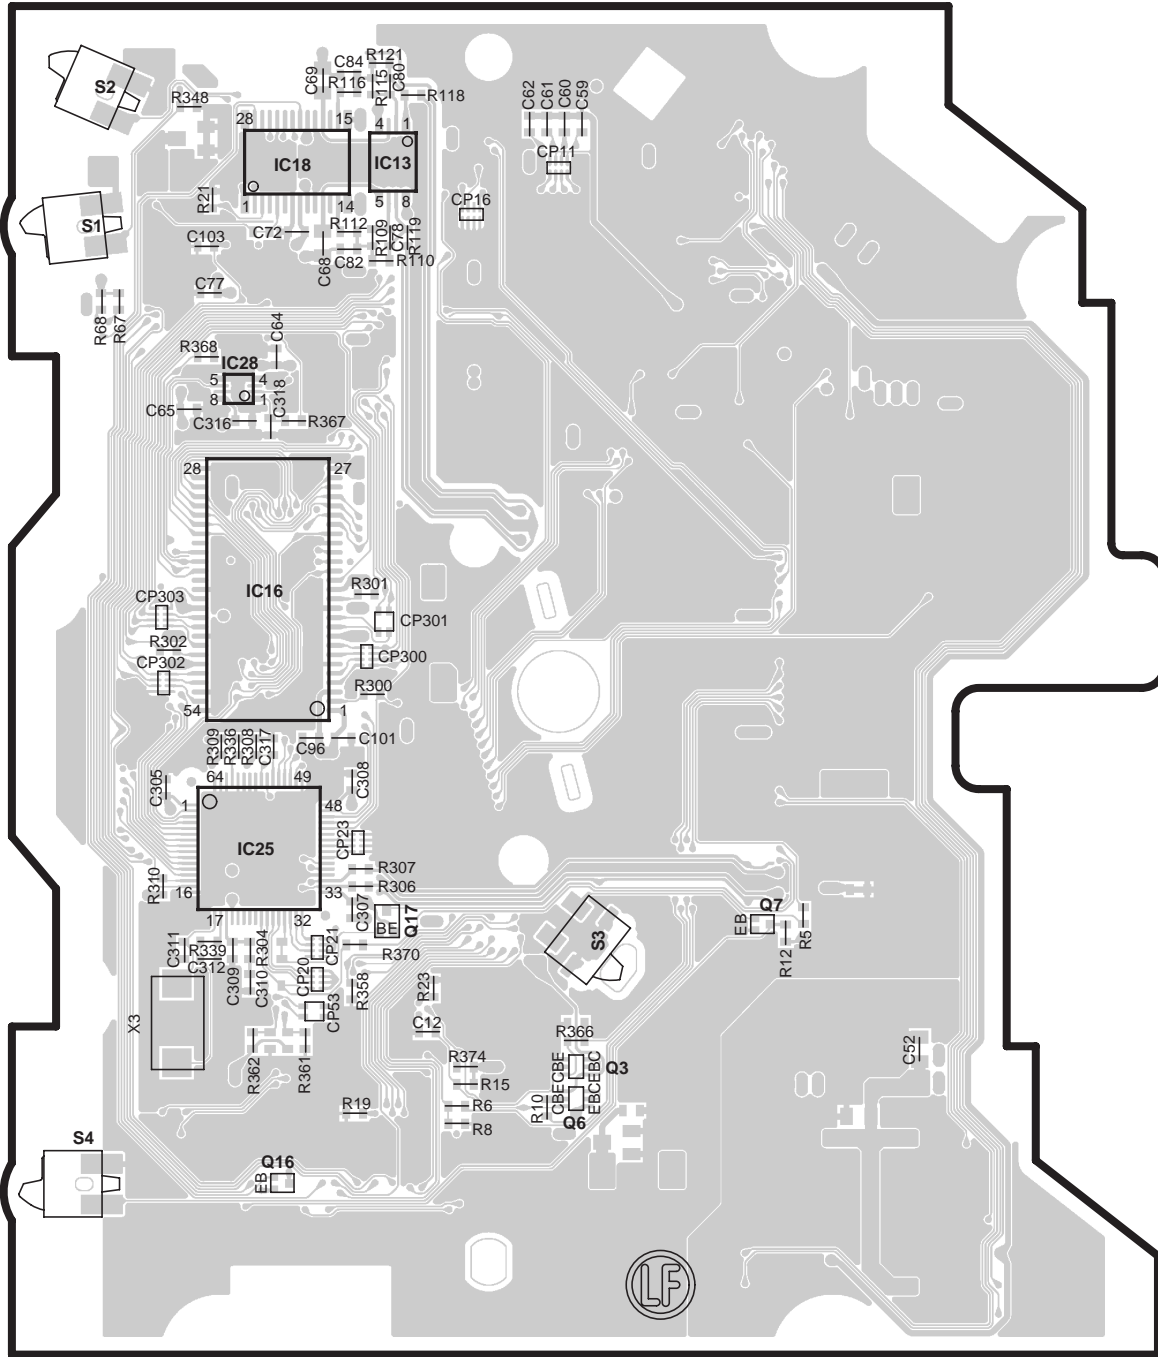 S2
R348
C69
C84
R121
R116
R115
C80
R118
C62
C61
C60
C59
28
15
4
1
IC18
IC13
CP11
1
14
5
8
R21
CP16
S1
C72
R112
R109
C78
R119
C103
C68
C82
R110
C77
R68
R67
C64
R368
IC28
5
4
8
1
C318
C65
C316
R367
28
27
IC16
R301
CP303
CP301
R302
CP300
CP302
R300
54
1
R309
R336
R308
C317
C96
C101
C305
64
49
C308
1
48
CP23
IC25
R307
R310
16
33
R306
17
32
C307
BE
Q17
S3
Q7
EB
R5
R12
C311
R339
C312
R304
CP21
R370
C309
C310
CP20
CP53
R358
R23
X3
C12
R366
C52
R362
R361
R374
CBECBE
EBCEBC
Q3
R15
R19
R6
R10
R8
Q6
S4
Q16
EB
LF